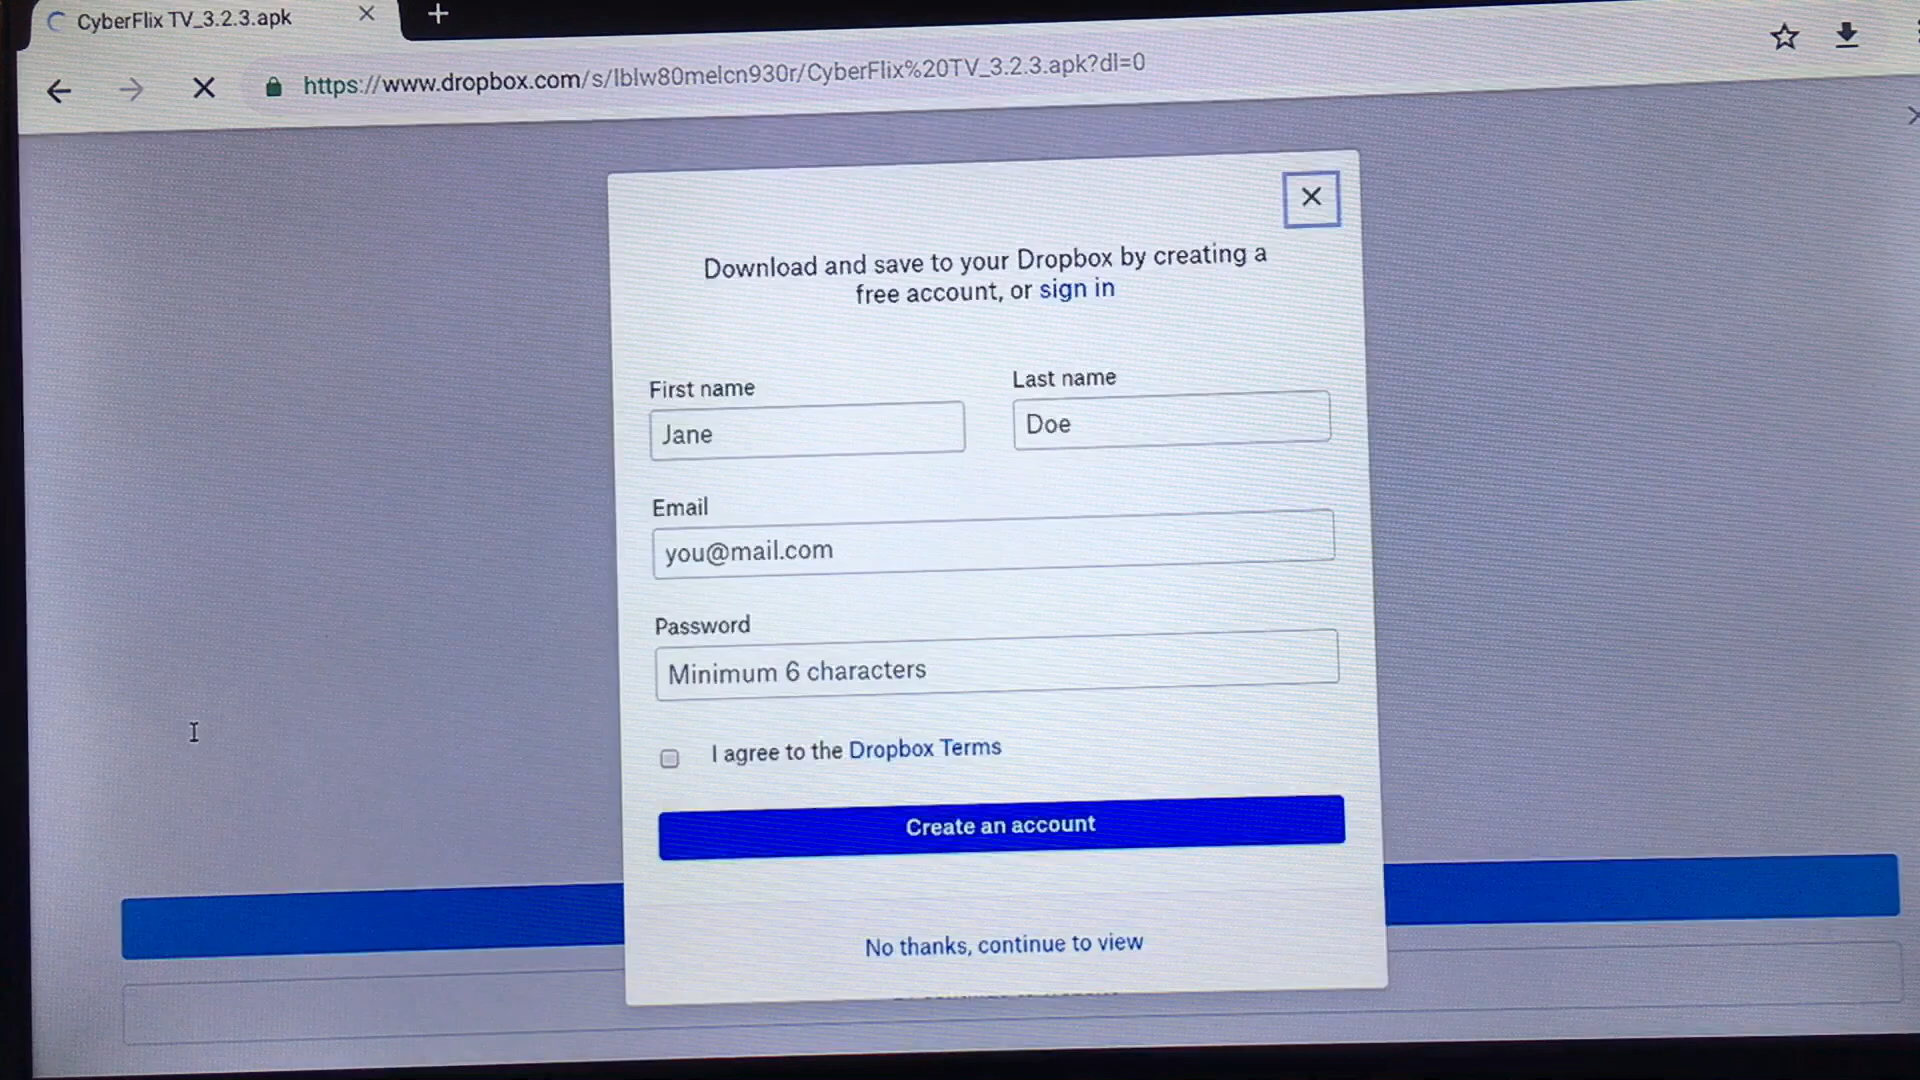 CyberFlix TV_3.2.3.apk
https://www.dropbox.com/s/lblw80melcn930r/CyberFlix%20TV_3.2.3.apk?dl=0
Download and save to your Dropbox by creating a
free account, or sign in
First name
Last name
Jane
Doe
Email
you@mail.com
Password
Minimum 6 characters
I agree to the Dropbox Terms
Create an account
No thanks, continue to view